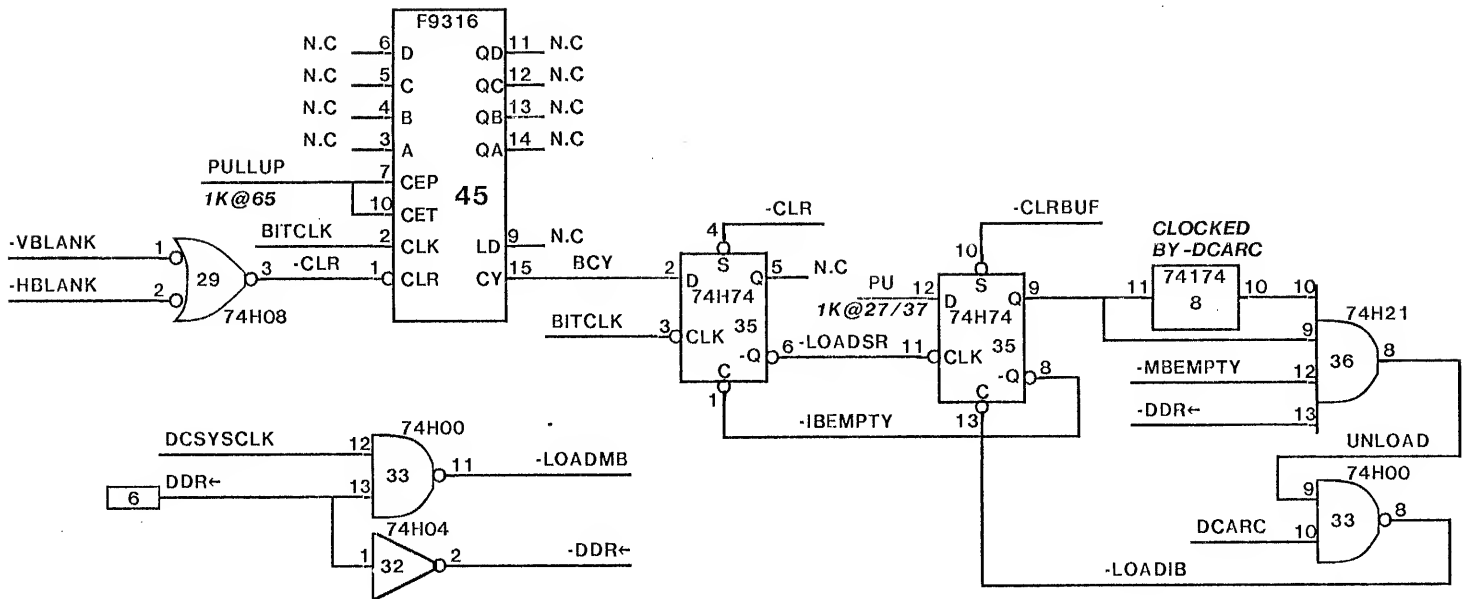 F9316
N.C 6 D QD 11 N.C
N.C 5 C QC 12 N.C
N.C 4 B QB 13 N.C
N.C 3 A QA 14 N.C
PULLUP 7 CEP
1K@65 45
10 CET
BITCLK 2 CLK LD 9 N.C
-VBLANK 1
-HBLANK 2
29 3 -CLR 1 CLR CY 15 BCY 2 D
74H08
4 -CLR
S
Q 5 N.C
74H74
BITCLK 3 CLK 35
-Q 6 -LOADSR 11 CLK
C
1
-IBEMPTY
10 -CLRBUF
S
PU 12 D Q 9
1K@27/37
74H74
35
-Q 8
C
13
CLOCKED
BY -DCARC
11 74174 10 10
8
74H21
9
36 8
-MBEMPTY 12
-DDR← 13
UNLOAD
74H00
9
33 8
DCARC 10
-LOADIB
74H00
DCSYSCLK 12
33 11 -LOADMB
6 DDR← 13
74H04
1 32 2 -DDR←